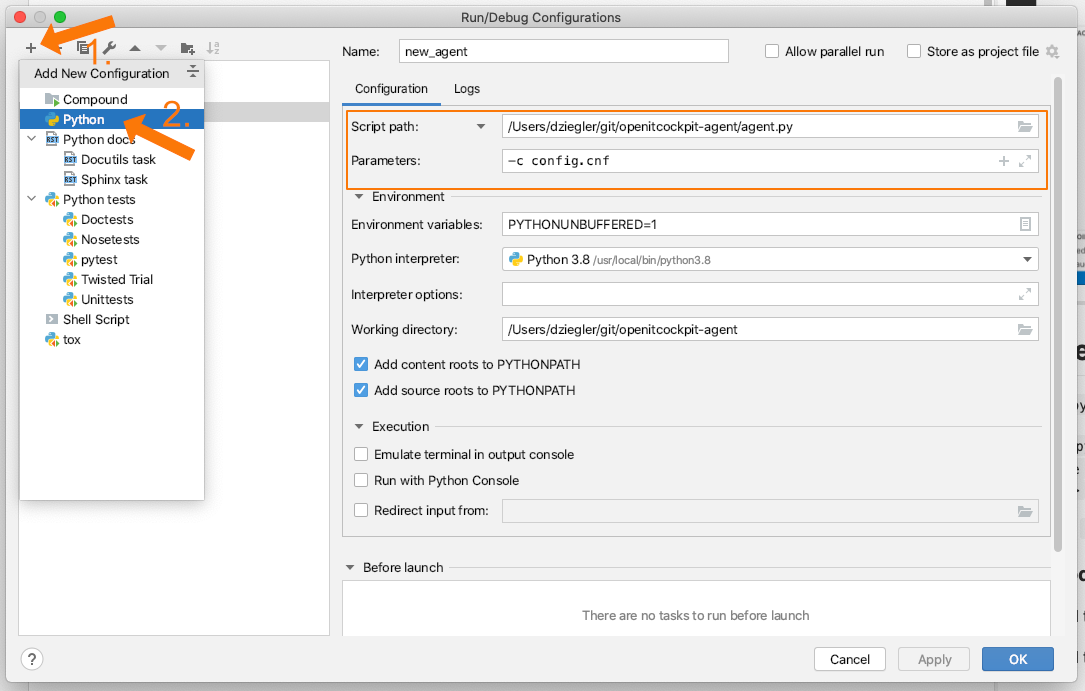 Run/Debug Configurations
1.
Add New Configuration
Compound
Python
2.
Python docs
Docutils task
Sphinx task
Python tests
Doctests
Nosetests
pytest
Twisted Trial
Unittests
Shell Script
tox
Name: new_agent Allow parallel run Store as project file
Configuration Logs
Script path: /Users/dziegler/git/openitcockpit-agent/agent.py
Parameters: -c config.cnf
Environment
Environment variables: PYTHONUNBUFFERED=1
Python interpreter: Python 3.8 /usr/local/bin/python3.8
Interpreter options:
Working directory: /Users/dziegler/git/openitcockpit-agent
Add content roots to PYTHONPATH
Add source roots to PYTHONPATH
Execution
Emulate terminal in output console
Run with Python Console
Redirect input from:
Before launch
There are no tasks to run before launch
? Cancel Apply OK